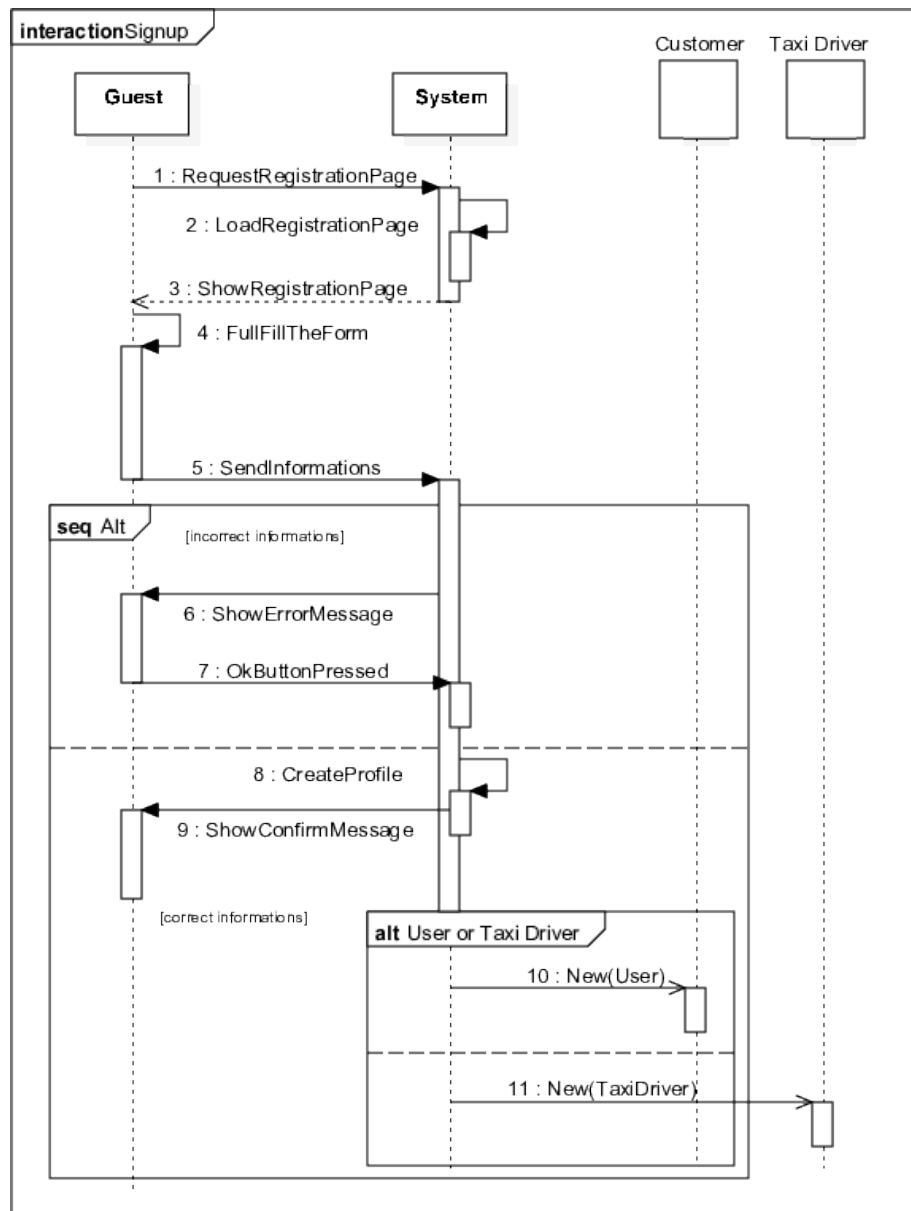 interactionSignup
Customer Taxi Driver
Guest System
1 : RequestRegistrationPage
2 : LoadRegistrationPage
3 : ShowRegistrationPage
4 : FullFillTheForm
5 : SendInformations
seq Alt
[incorrect informations]
6 : ShowErrorMessage
7 : OkButtonPressed
8 : CreateProfile
9 : ShowConfirmMessage
[correct informations]
alt User or Taxi Driver
10 : New(User)
11 : New(TaxiDriver)